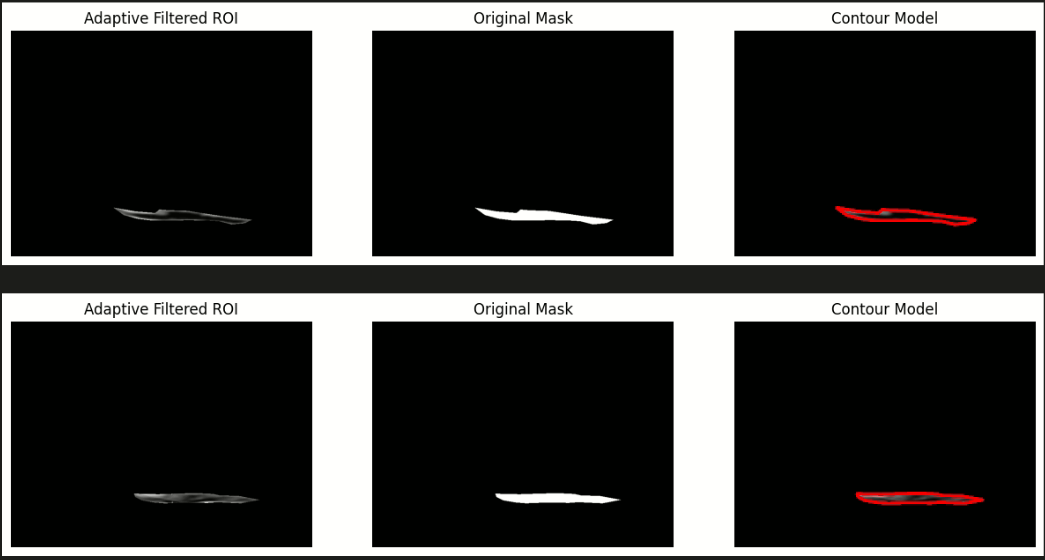 Adaptive Filtered ROI
Original Mask
Contour Model
Adaptive Filtered ROI
Original Mask
Contour Model